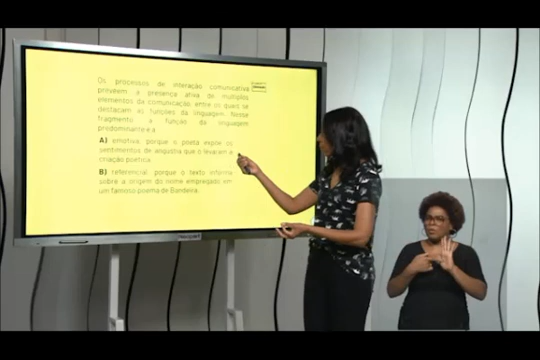 Os processos de interação comunicativa
prevêem a presença ativa de múltiplos
elementos da comunicação, entre os quais se
destacam as funções da linguagem. Nesse
fragmento, a função da linguagem
predominante é a
A) emotiva, porque o poeta expõe os
sentimentos de angústia que o levaram à
criação poética.
B) referencial, porque o texto informa
sobre a origem do nome empregado em
um famoso poema de Bandeira.